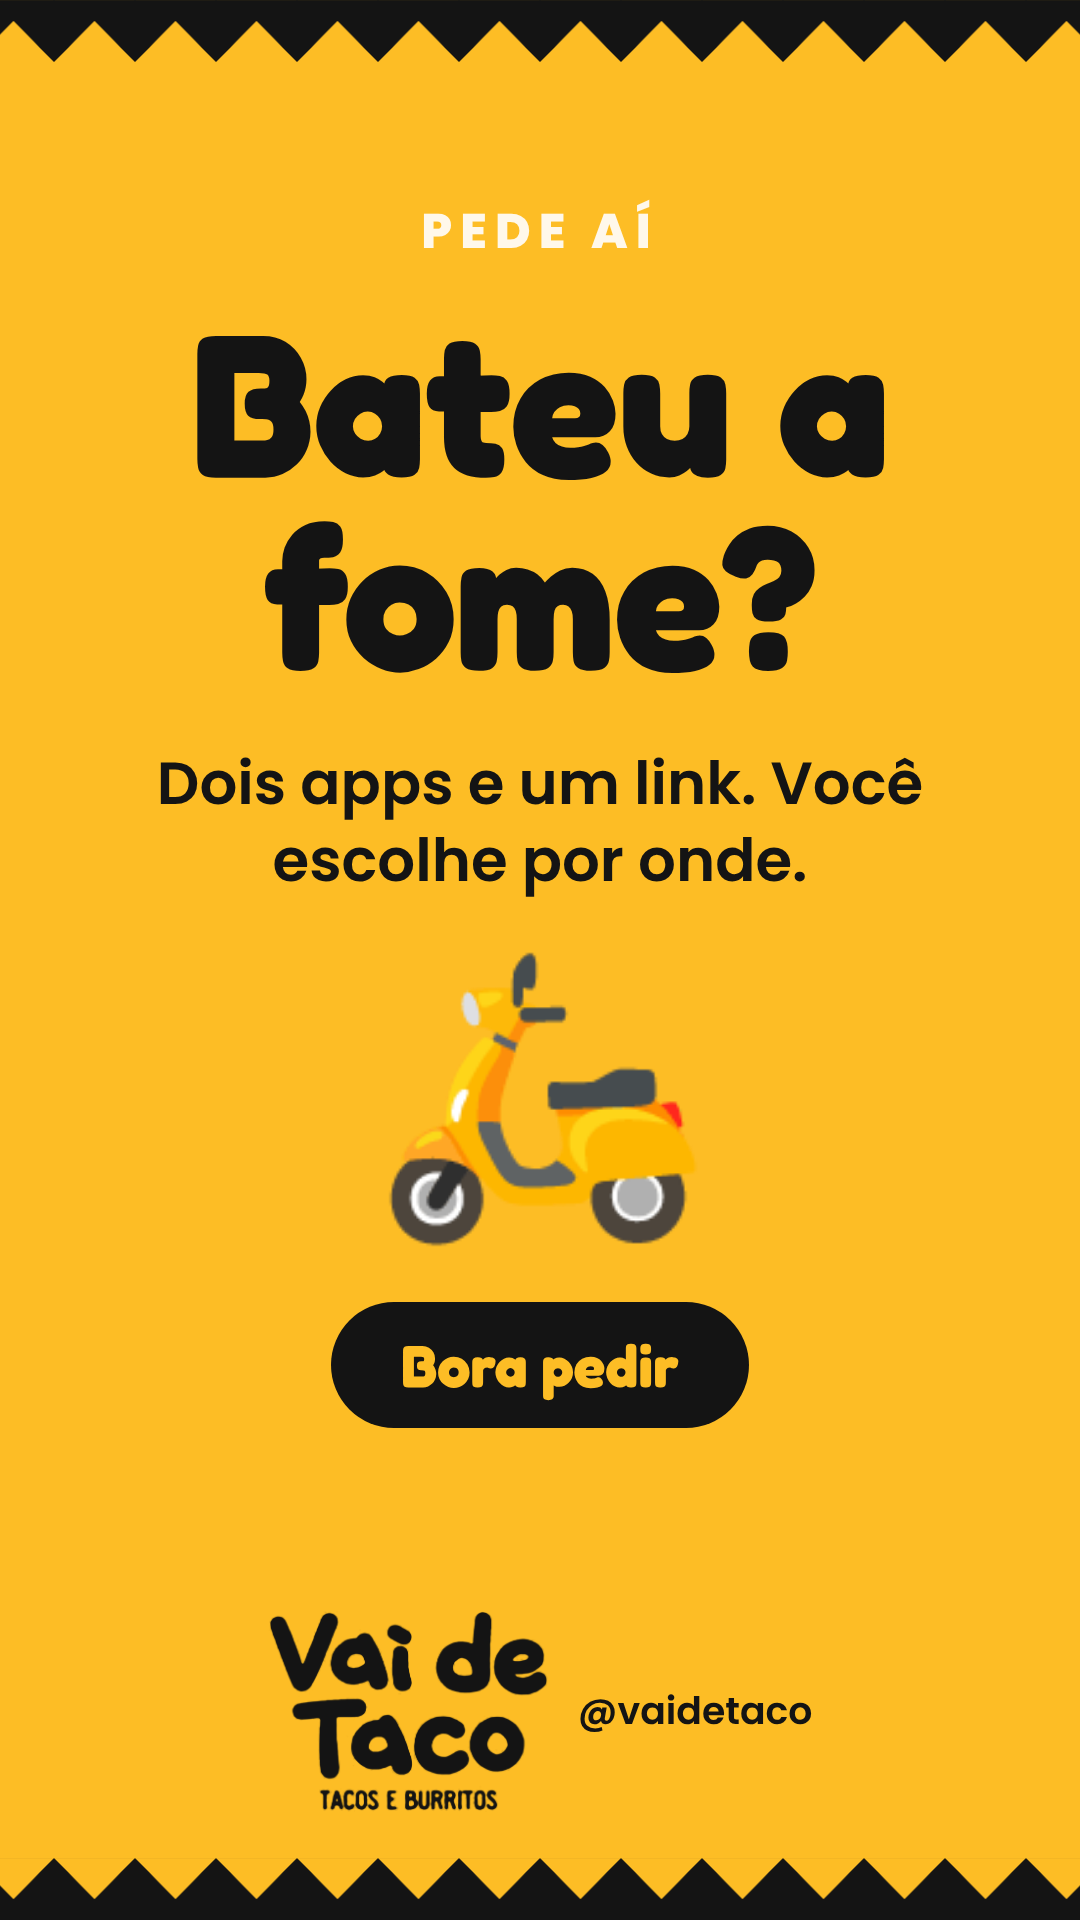 PEDE AÍ
Bateu a
fome?
Dois apps e um link. Você
escolhe por onde.
Bora pedir
Vai de
Taco
TACOS E BURRITOS
@vaidetaco